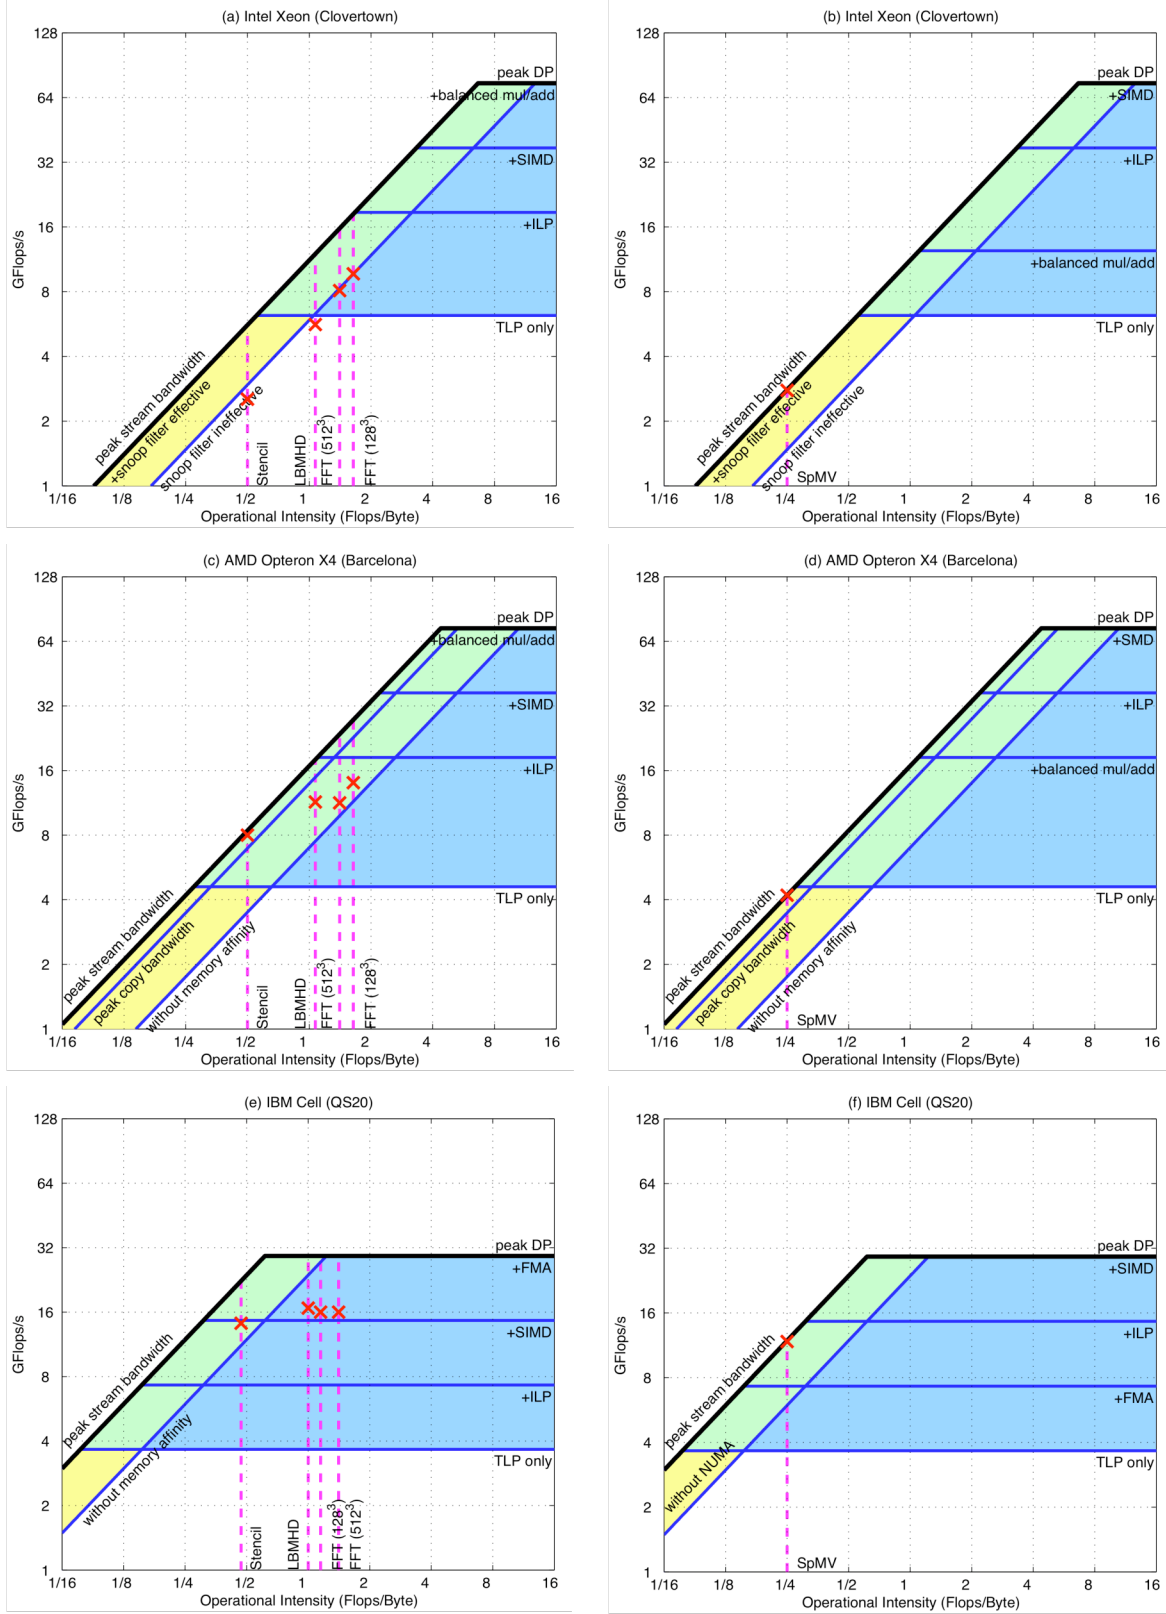 (a) Intel Xeon (Clovertown)
128
64
32
16
8
4
2
1
GFlops/s
peak DP
+balanced mul/add
+SIMD
+ILP
TLP only
peak stream bandwidth
+snoop filter effective
snoop filter ineffective
Stencil
LBMHD
FFT (512³)
FFT (128³)
1/16 1/8 1/4 1/2 1 2 4 8 16
Operational Intensity (Flops/Byte)
(b) Intel Xeon (Clovertown)
128
64
32
16
8
4
2
1
GFlops/s
peak DP
+SIMD
+ILP
+balanced mul/add
TLP only
peak stream bandwidth
+snoop filter effective
snoop filter ineffective
SpMV
1/16 1/8 1/4 1/2 1 2 4 8 16
Operational Intensity (Flops/Byte)
(c) AMD Opteron X4 (Barcelona)
128
64
32
16
8
4
2
1
GFlops/s
peak DP
+balanced mul/add
+SIMD
+ILP
TLP only
peak stream bandwidth
peak copy bandwidth
without memory affinity
Stencil
LBMHD
FFT (512³)
FFT (128³)
1/16 1/8 1/4 1/2 1 2 4 8 16
Operational Intensity (Flops/Byte)
(d) AMD Opteron X4 (Barcelona)
128
64
32
16
8
4
2
1
GFlops/s
peak DP
+SMD
+ILP
+balanced mul/add
TLP only
peak stream bandwidth
peak copy bandwidth
without memory affinity
SpMV
1/16 1/8 1/4 1/2 1 2 4 8 16
Operational Intensity (Flops/Byte)
(e) IBM Cell (QS20)
128
64
32
16
8
4
2
1
GFlops/s
peak DP
+FMA
+SIMD
+ILP
TLP only
peak stream bandwidth
without memory affinity
Stencil
LBMHD
FFT (128³)
FFT (512³)
1/16 1/8 1/4 1/2 1 2 4 8 16
Operational Intensity (Flops/Byte)
(f) IBM Cell (QS20)
128
64
32
16
8
4
2
1
GFlops/s
peak DP
+SIMD
+ILP
+FMA
TLP only
peak stream bandwidth
without NUMA
SpMV
1/16 1/8 1/4 1/2 1 2 4 8 16
Operational Intensity (Flops/Byte)